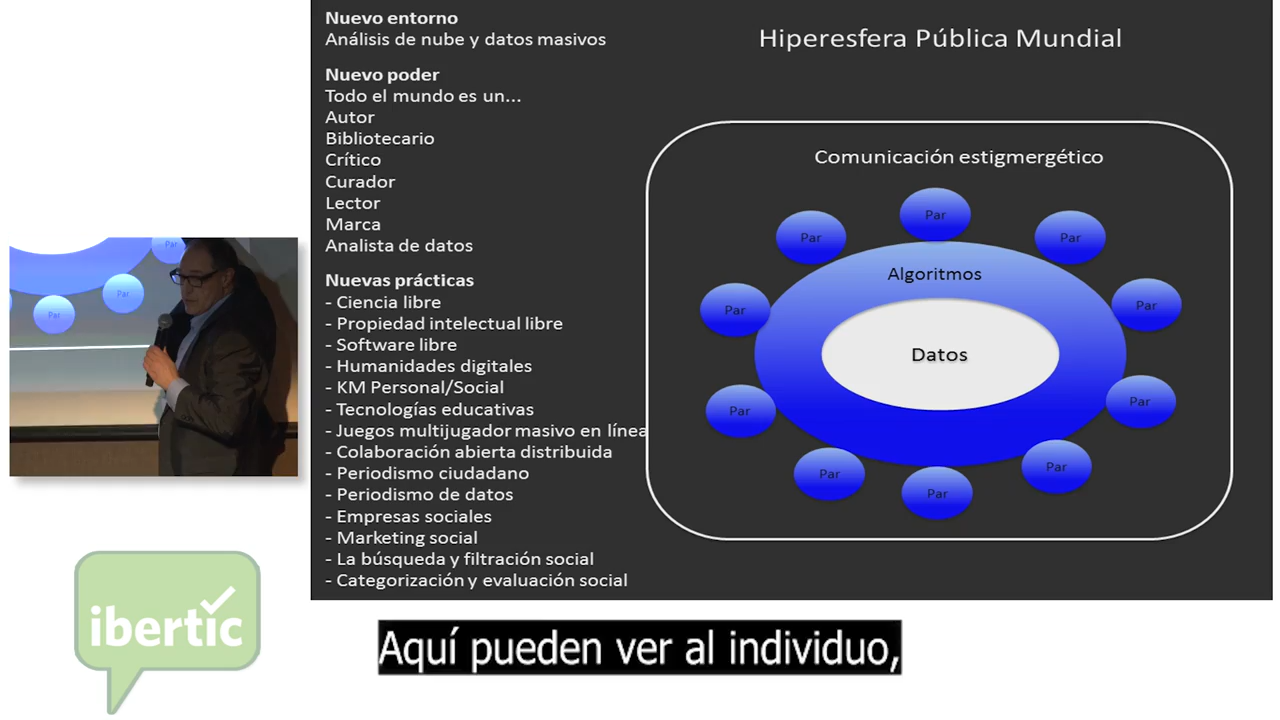 Nuevo entorno
Análisis de nube y datos masivos
Nuevo poder
Todo el mundo es un...
Autor
Bibliotecario
Crítico
Curador
Lector
Marca
Analista de datos
Nuevas prácticas
- Ciencia libre
- Propiedad intelectual libre
- Software libre
- Humanidades digitales
- KM Personal/Social
- Tecnologías educativas
- Juegos multijugador masivo en línea
- Colaboración abierta distribuida
- Periodismo ciudadano
- Periodismo de datos
- Empresas sociales
- Marketing social
- La búsqueda y filtración social
- Categorización y evaluación social
Hiperesfera Pública Mundial
Comunicación estigmergético
Par
Par
Par
Algoritmos
Par
Par
Datos
Par
Par
Par
Par
Par
Par
Par
Par
ibertic
Aquí pueden ver al individuo,